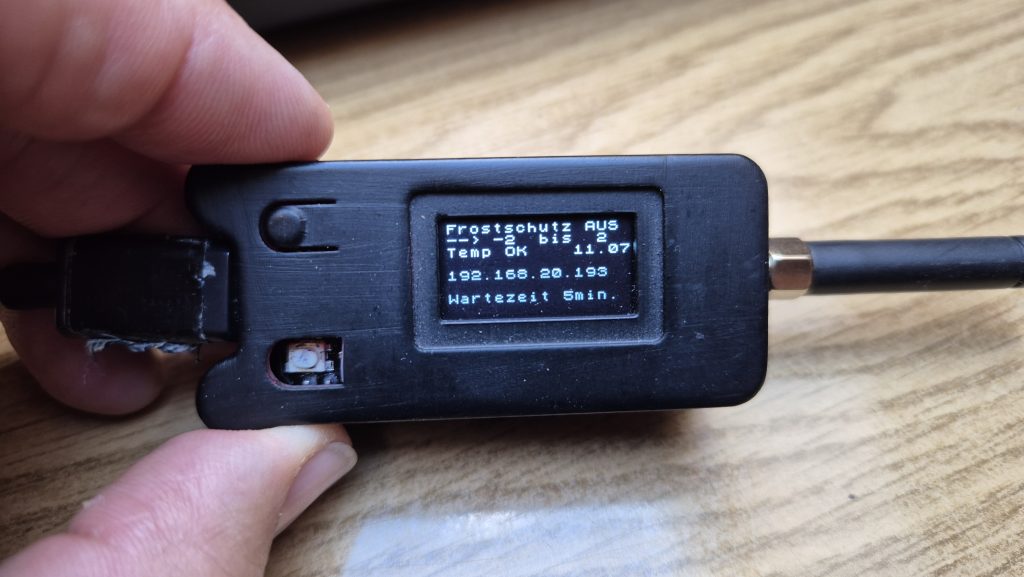 Frostschutz AUS
--> -2 bis 2
Temp OK 11.07
192.168.20.193
Wartezeit 5min.